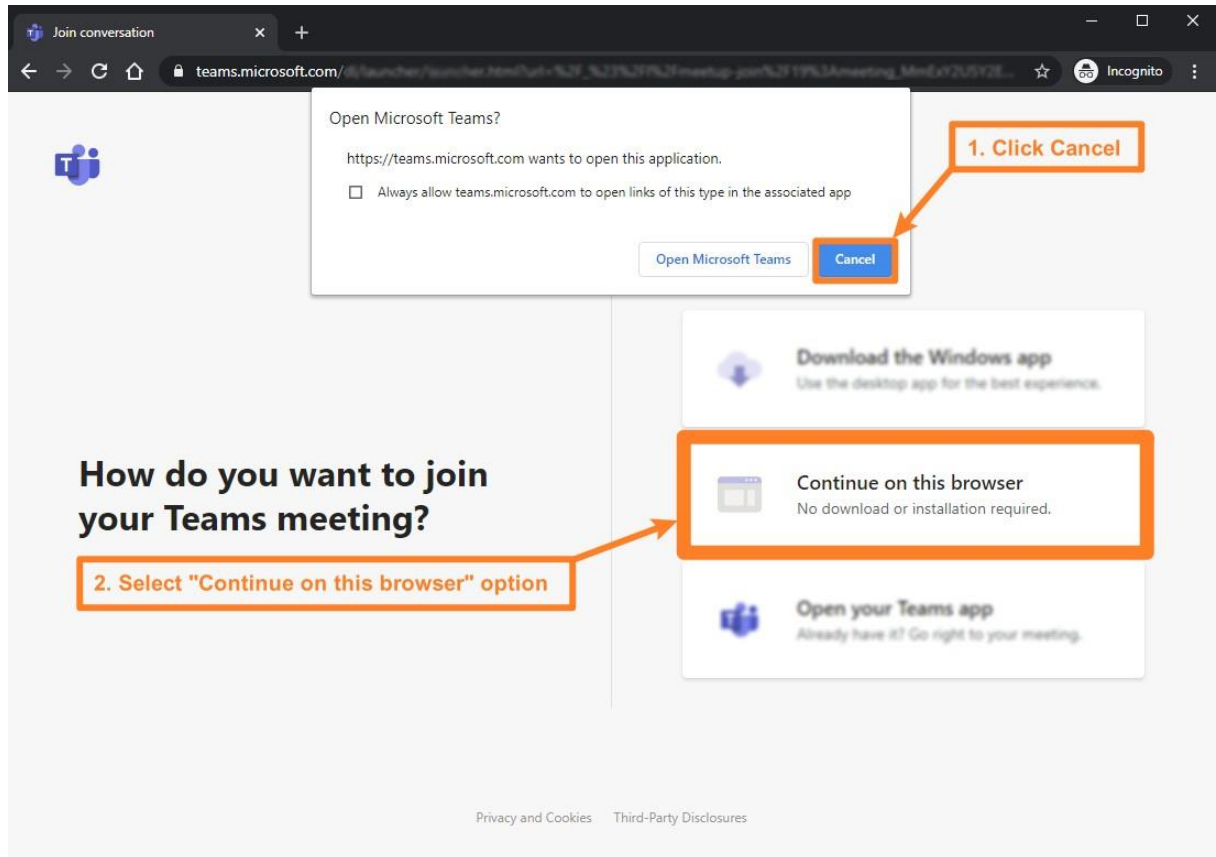 Join conversation
teams.microsoft.com/
Incognito
Open Microsoft Teams?
https://teams.microsoft.com wants to open this application.
Always allow teams.microsoft.com to open links of this type in the associated app
Open Microsoft Teams
Cancel
1. Click Cancel
Download the Windows app
Use the desktop app for the best experience.
How do you want to join
your Teams meeting?
Continue on this browser
No download or installation required.
2. Select "Continue on this browser" option
Open your Teams app
Already have it? Go right to your meeting.
Privacy and Cookies
Third-Party Disclosures